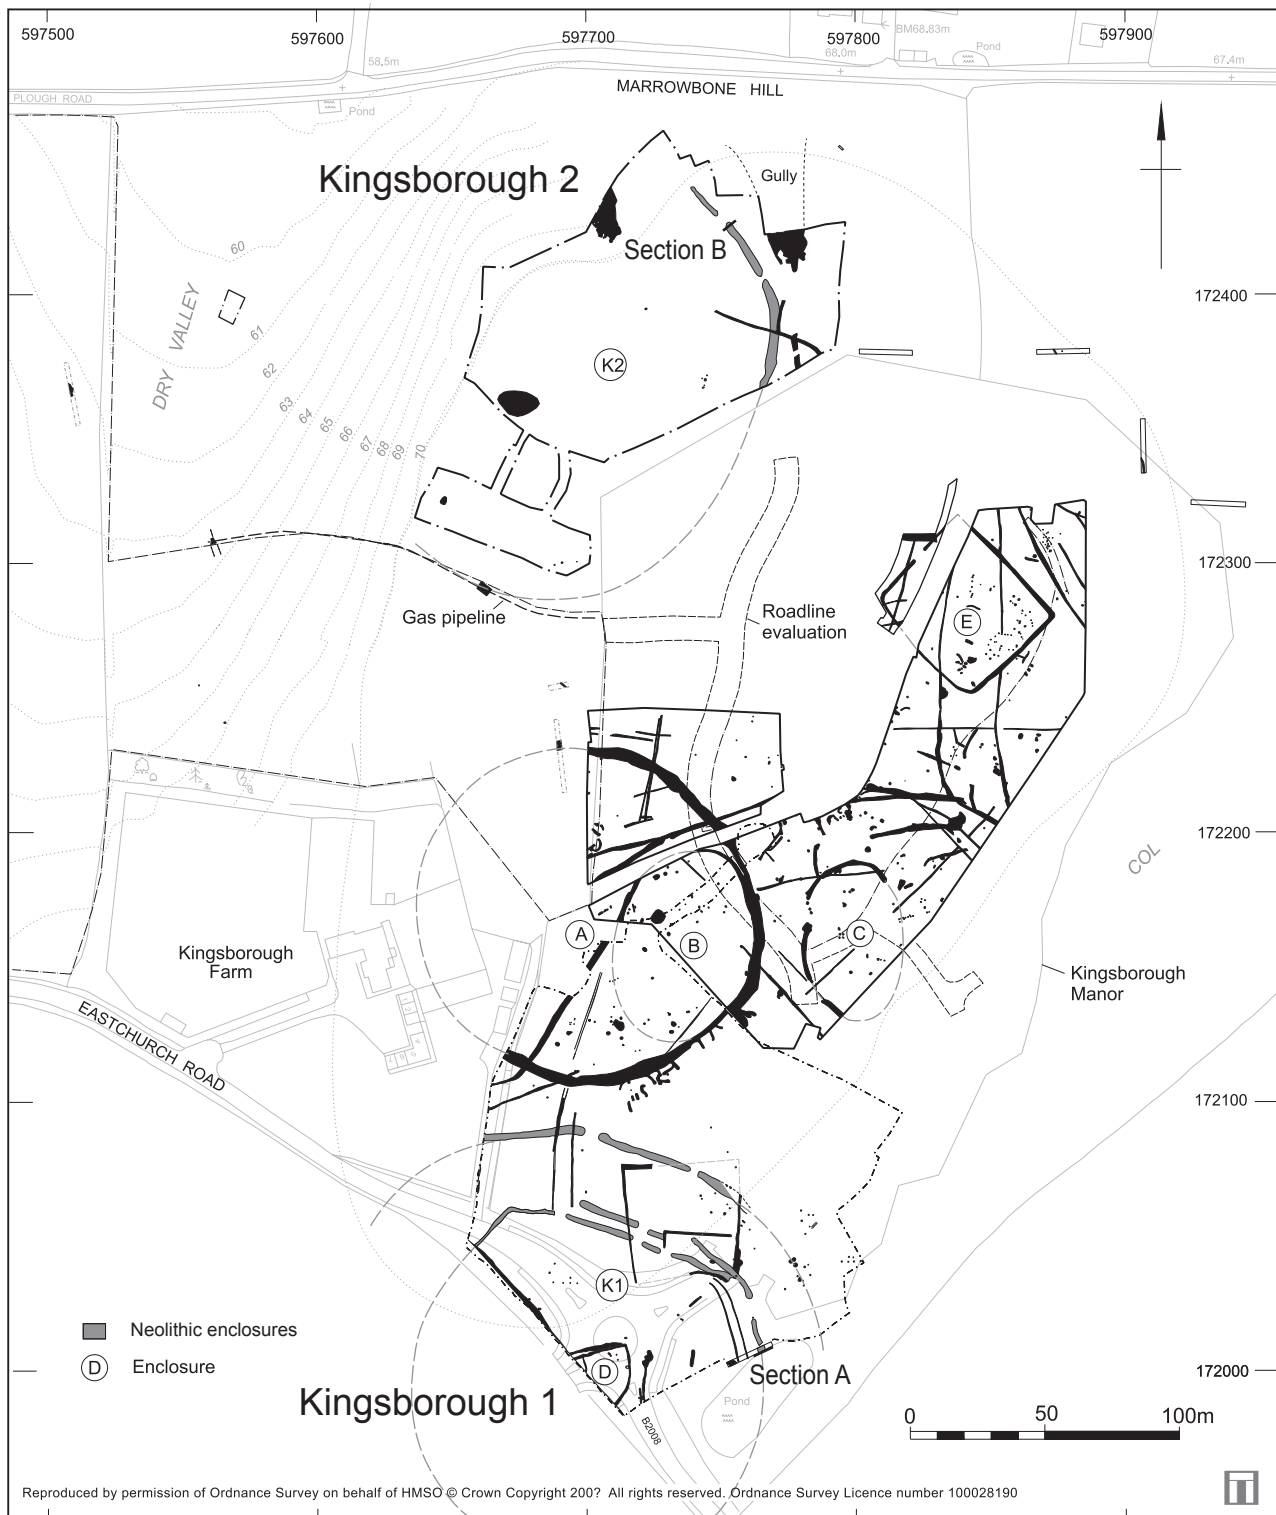 597500
597600
597700
597800
597900
BM68.83m
68.0m
Pond
58.5m
67.4m
MARROWBONE HILL
PLOUGH ROAD
Pond
Kingsborough 2
Gully
Section B
60
61
62
63
64
65
66
67
68
69
70
DRY VALLEY
K2
172400
172300
Gas pipeline
Roadline
evaluation
E
172200
COL
A
B
C
Kingsborough
Farm
Kingsborough
Manor
EASTCHURCH ROAD
172100
K1
Neolithic enclosures
D
Enclosure
D
Section A
172000
Kingsborough 1
Pond
B2008
0
50
100m
Reproduced by permission of Ordnance Survey on behalf of HMSO © Crown Copyright 200? All rights reserved. Ordnance Survey Licence number 100028190